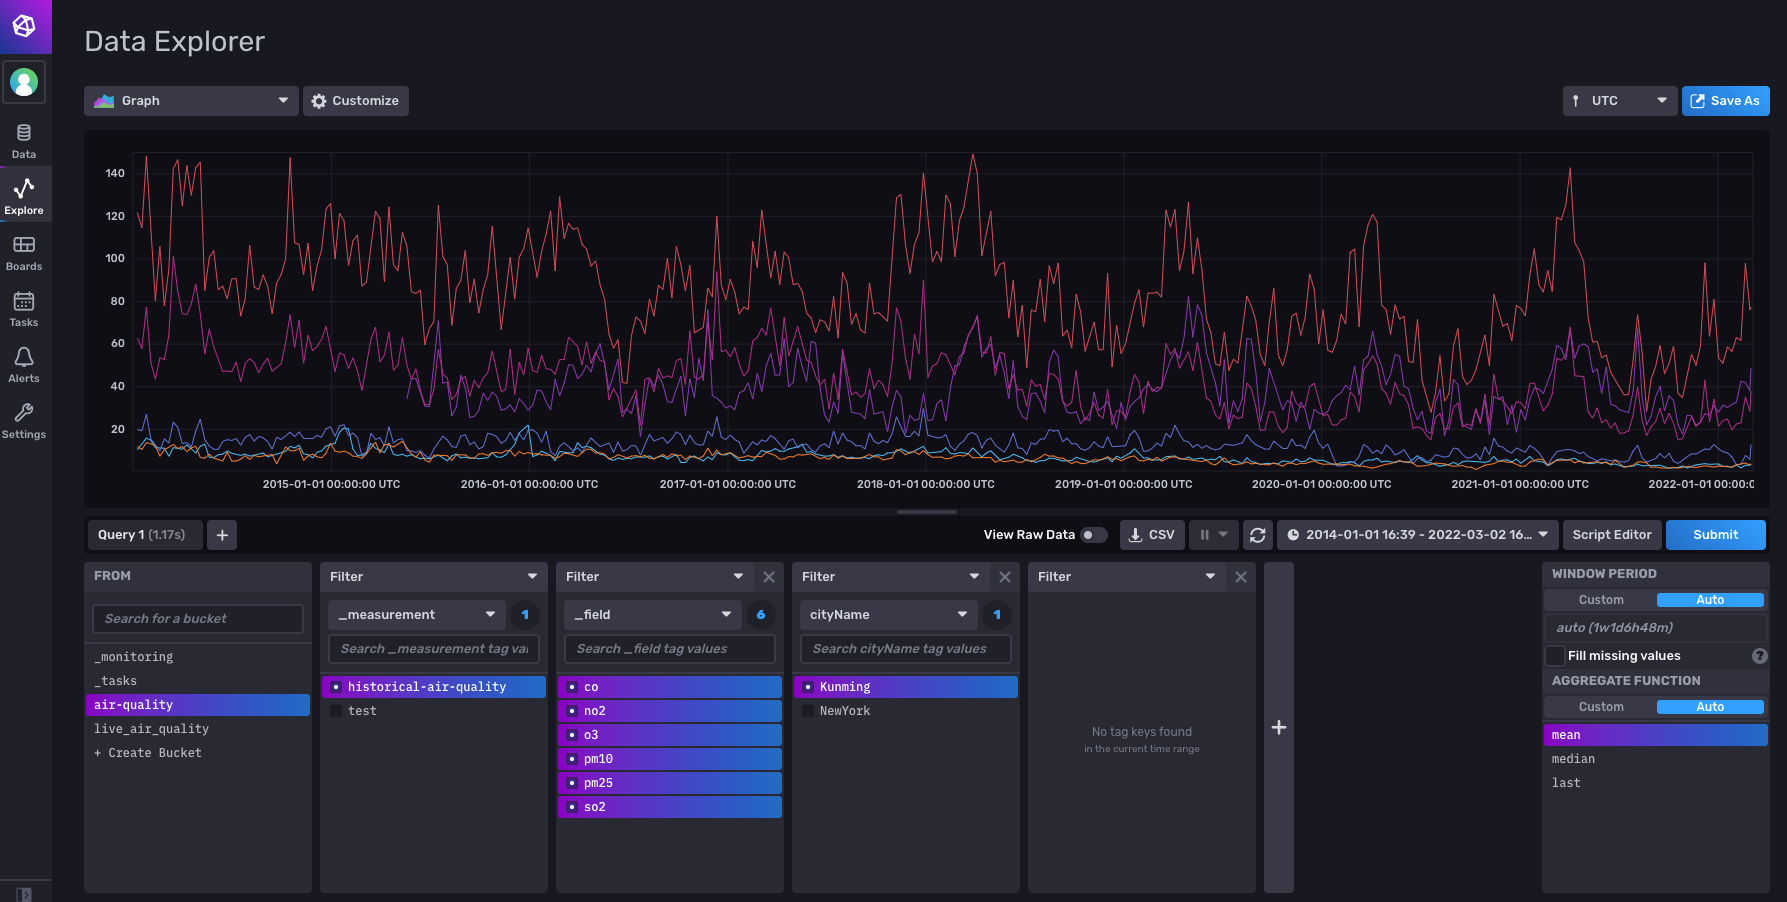 Data Explorer
Graph
Customize
UTC
Save As
Data
Explore
Boards
Tasks
Alerts
Settings
140
120
100
80
60
40
20
2015-01-01 00:00:00 UTC
2016-01-01 00:00:00 UTC
2017-01-01 00:00:00 UTC
2018-01-01 00:00:00 UTC
2019-01-01 00:00:00 UTC
2020-01-01 00:00:00 UTC
2021-01-01 00:00:00 UTC
2022-01-01 00:00:0
Query 1 (1.17s)
+
View Raw Data
CSV
2014-01-01 16:39 - 2022-03-02 16...
Script Editor
Submit
FROM
Search for a bucket
_monitoring
_tasks
air-quality
live_air_quality
+ Create Bucket
Filter
_measurement
1
Search _measurement tag va
historical-air-quality
test
Filter
_field
6
Search _field tag values
co
no2
o3
pm10
pm25
so2
Filter
cityName
1
Search cityName tag values
Kunming
NewYork
Filter
No tag keys found
in the current time range
+
WINDOW PERIOD
Custom
Auto
auto (1w1d6h48m)
Fill missing values
?
AGGREGATE FUNCTION
Custom
Auto
mean
median
last